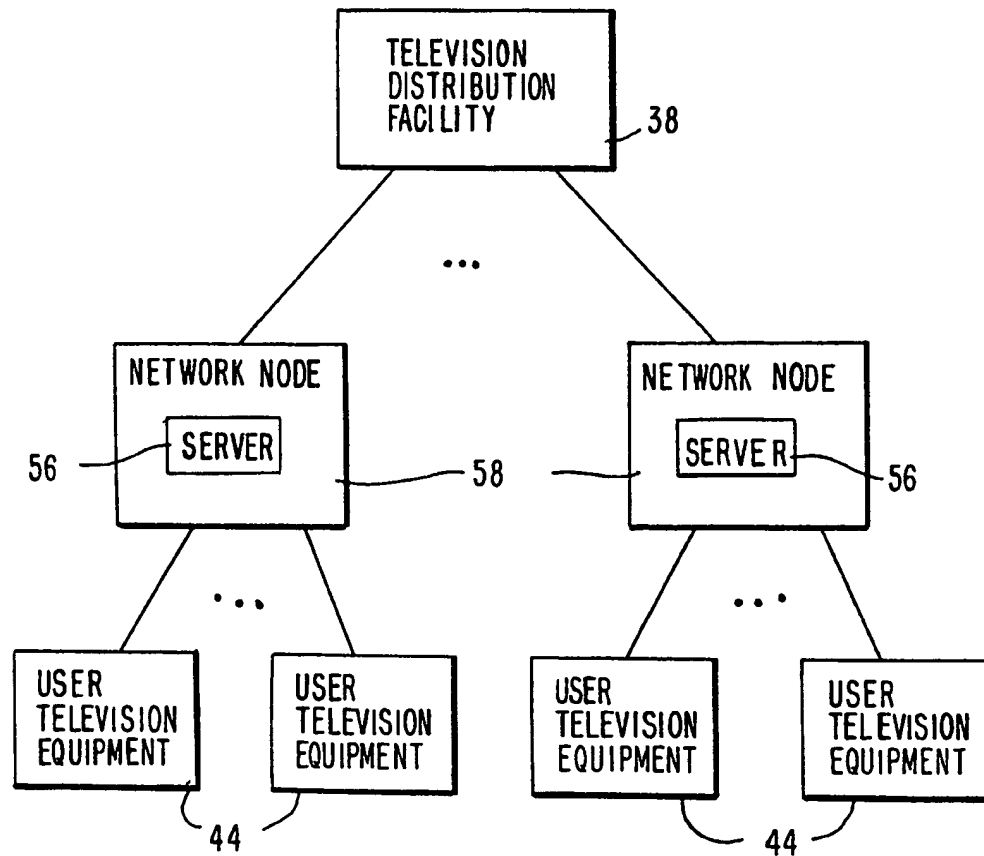 TELEVISION
DISTRIBUTION
FACILITY
38
...
NETWORK NODE
SERVER
56
58
NETWORK NODE
SERVER
56
...
...
USER
TELEVISION
EQUIPMENT
USER
TELEVISION
EQUIPMENT
44
USER
TELEVISION
EQUIPMENT
USER
TELEVISION
EQUIPMENT
44